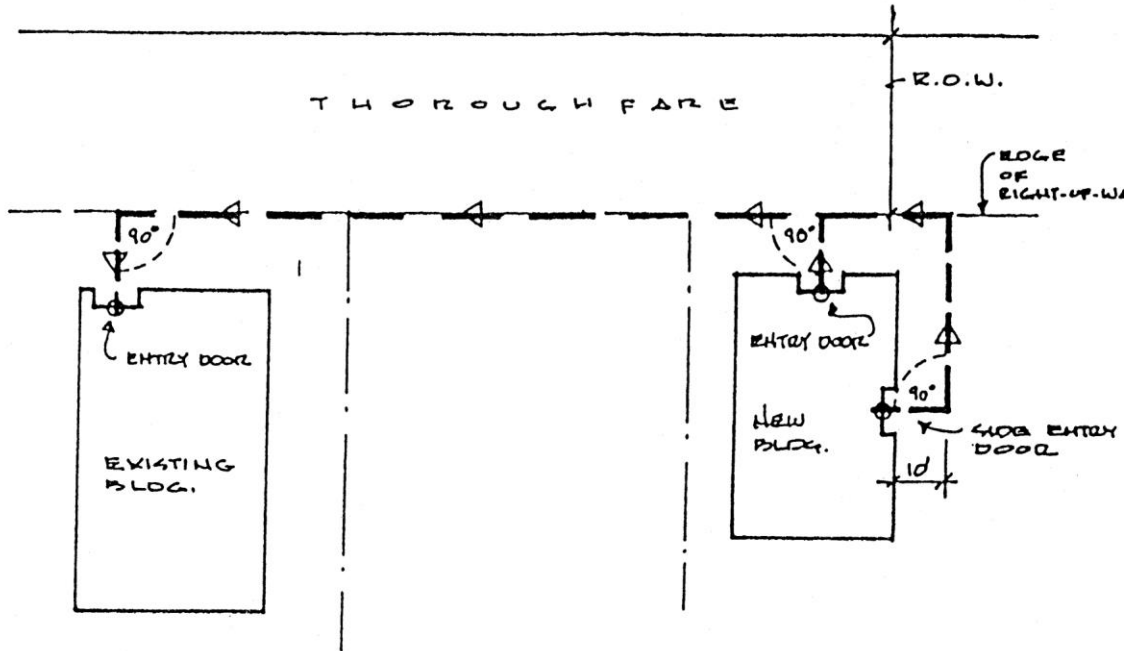 R.O.W.
THOROUGHFARE
EDGE
OF
RIGHT-OF-WA
90°
90°
ENTRY DOOR
ENTRY DOOR
90°
NEW
BLDG.
SIDE ENTRY
DOOR
EXISTING
BLDG.
10'